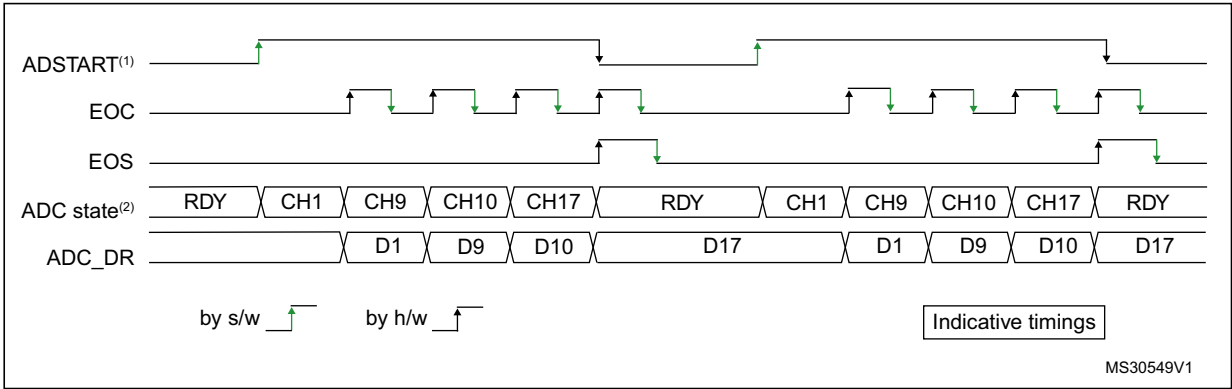 ADSTART(1)
EOC
EOS
ADC state(2) RDY CH1 CH9 CH10 CH17 RDY CH1 CH9 CH10 CH17 RDY
ADC_DR D1 D9 D10 D17 D1 D9 D10 D17
by s/w by h/w Indicative timings
MS30549V1